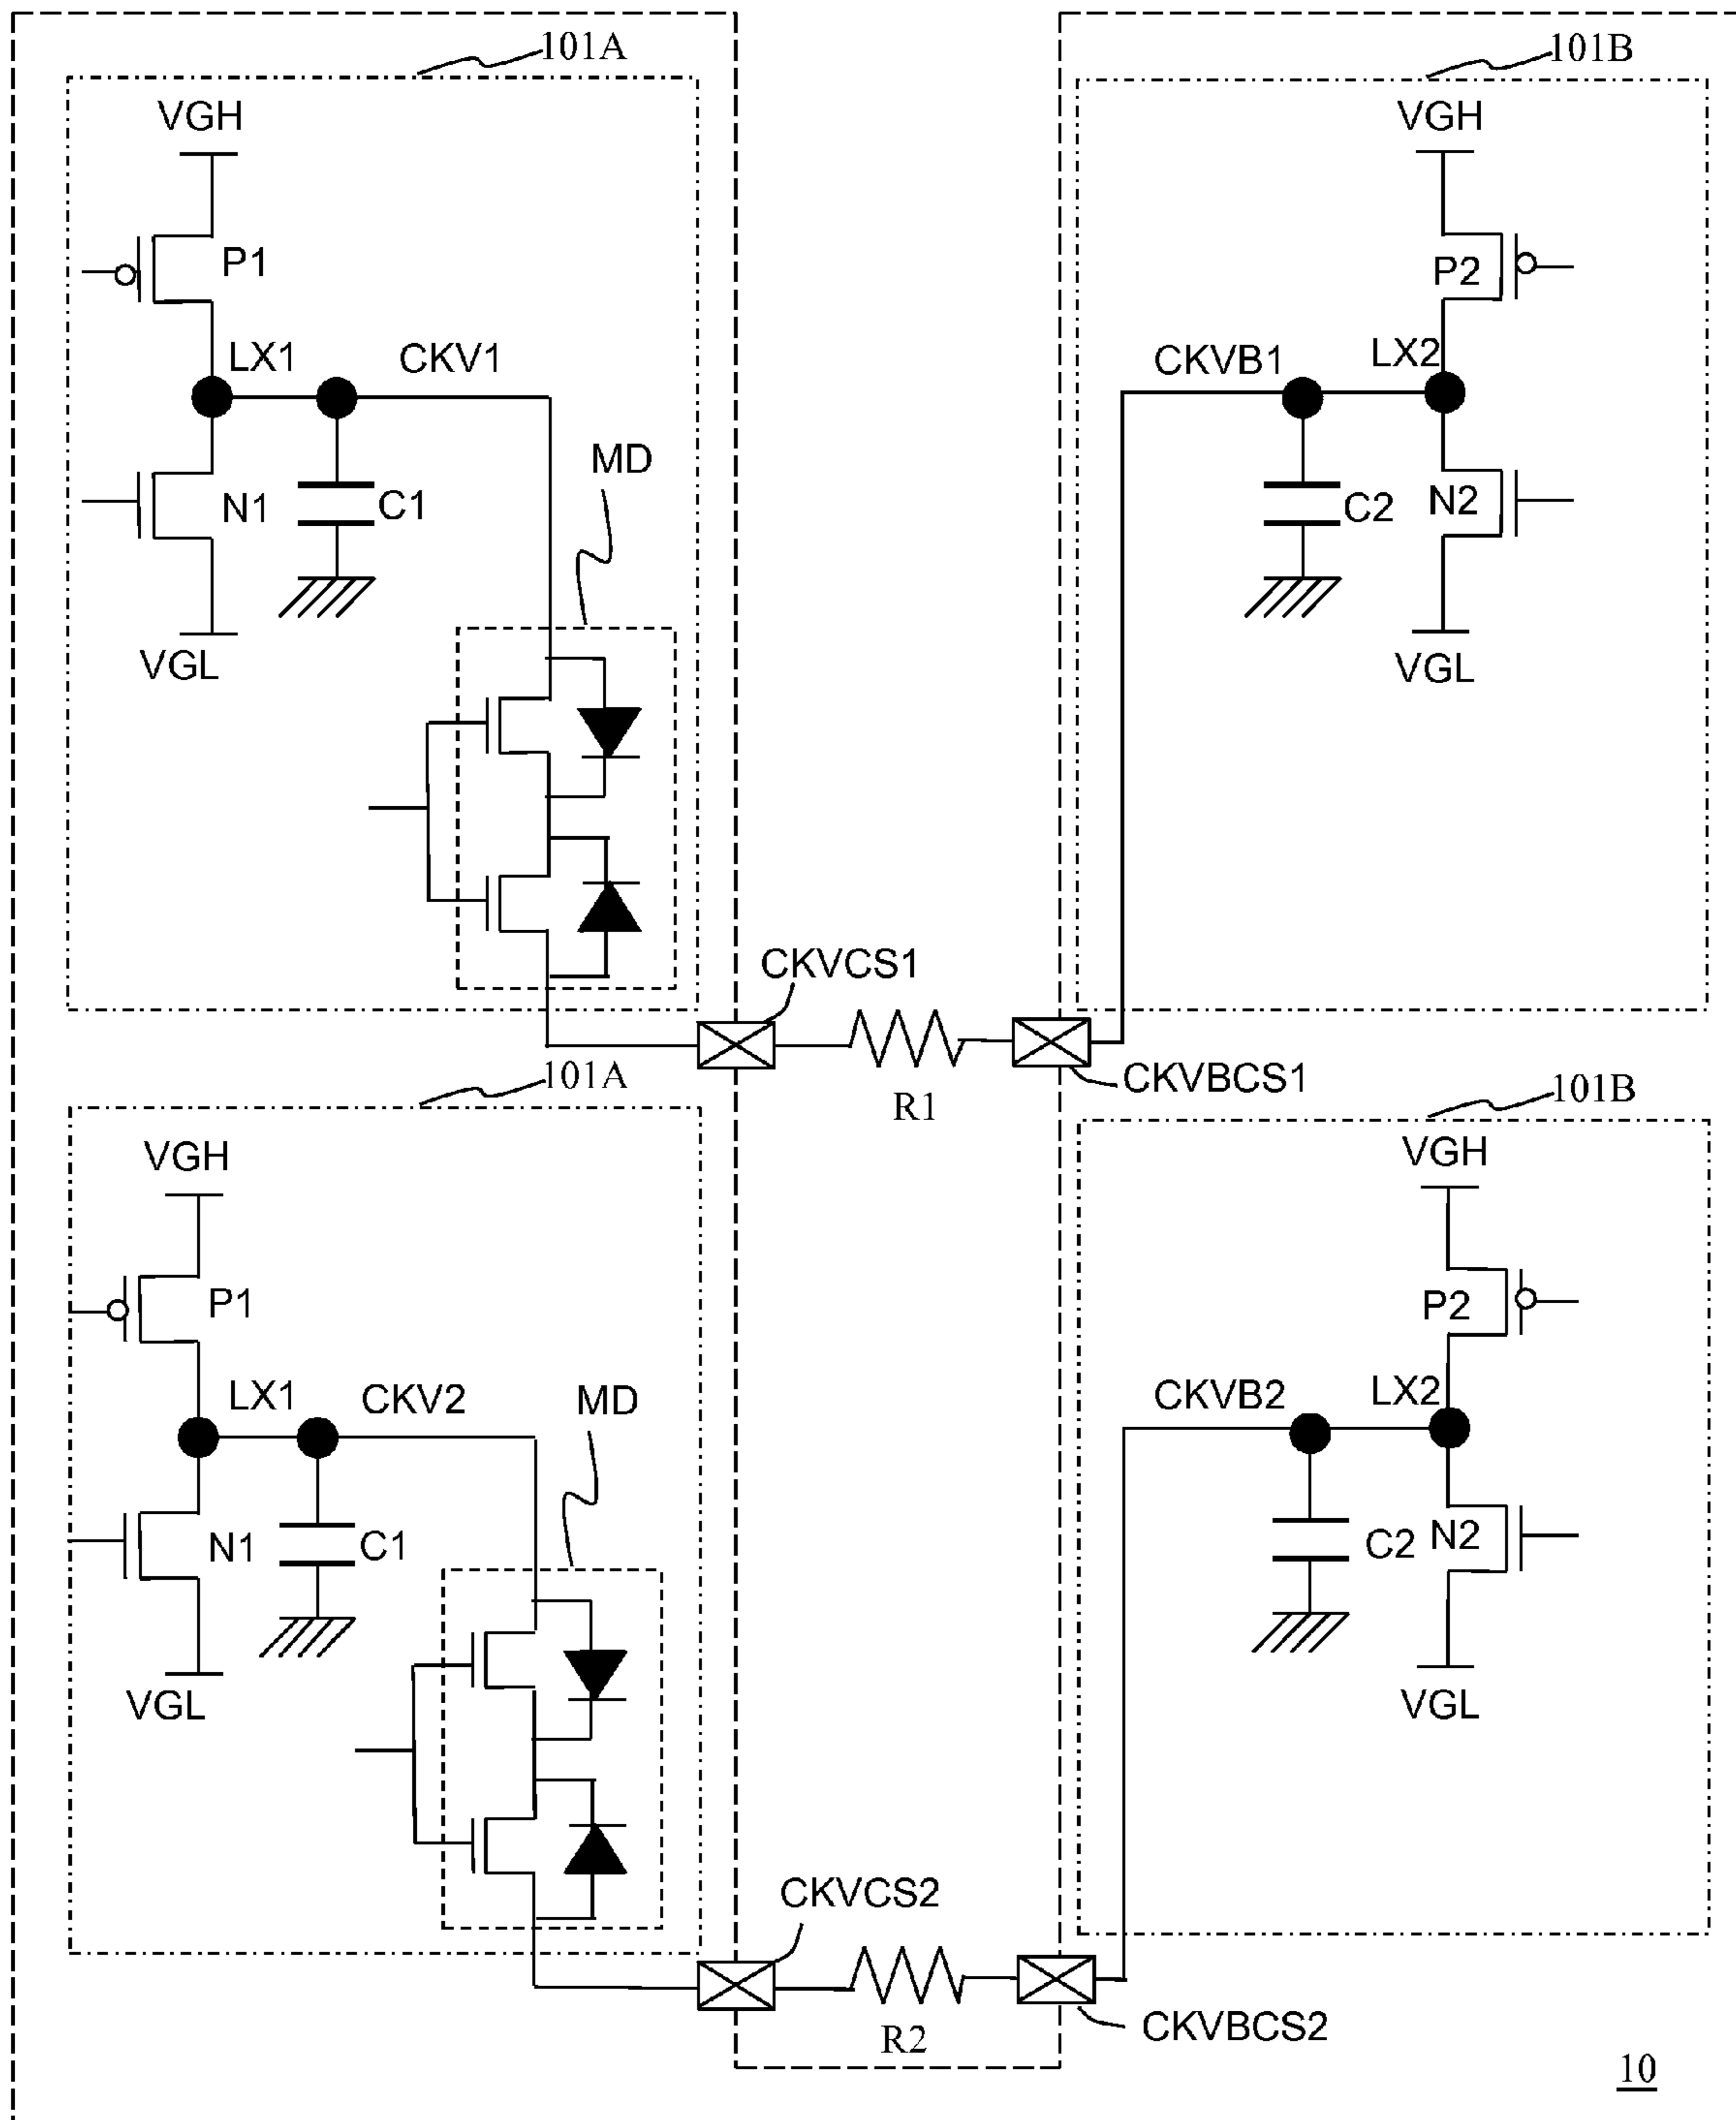 101A
101B
VGH
VGH
P1
P2
LX1
CKV1
CKVB1
LX2
MD
N1
C1
C2
N2
VGL
VGL
CKVCS1
R1
CKVBCS1
101A
101B
VGH
VGH
P1
P2
LX1
CKV2
MD
CKVB2
LX2
N1
C1
C2
N2
VGL
VGL
CKVCS2
R2
CKVBCS2
10